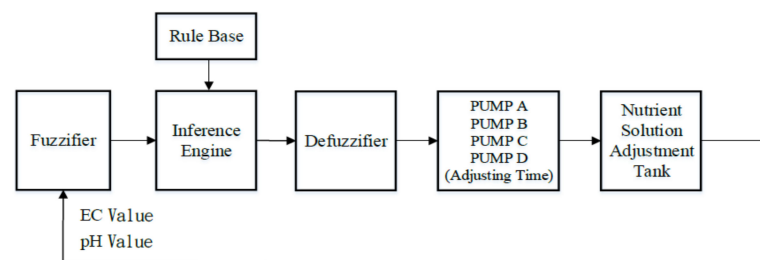 Rule Base
Fuzzifier
Inference
Engine
Defuzzifier
PUMP A
PUMP B
PUMP C
PUMP D
(Adjusting Time)
Nutrient
Solution
Adjustment
Tank
EC Value
pH Value